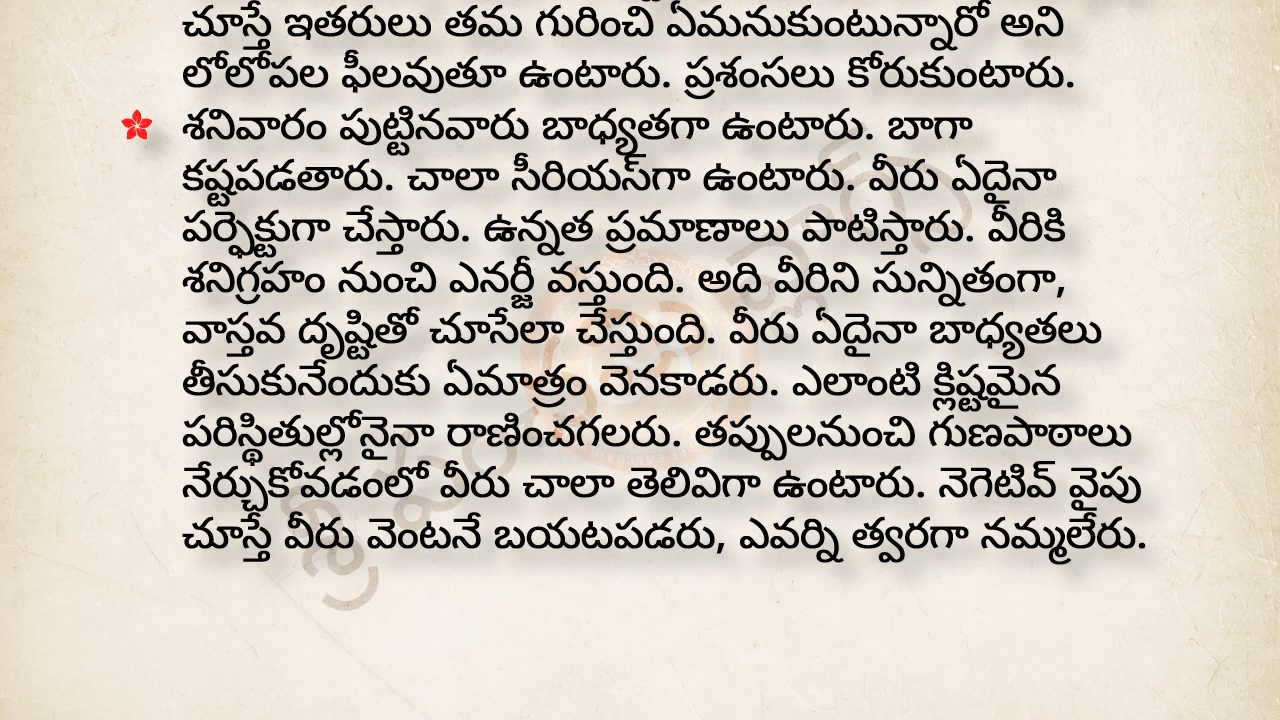 చూస్తే ఇతరులు తమ గురించి ఏమనుకుంటున్నారో అని
లోలోపల ఫీలవుతూ ఉంటారు. ప్రశంసలు కోరుకుంటారు.
శనివారం పుట్టినవారు బాధ్యతగా ఉంటారు. బాగా
కష్టపడతారు. చాలా సీరియస్‌గా ఉంటారు. వీరు ఏదైనా
పర్ఫెక్టుగా చేస్తారు. ఉన్నత ప్రమాణాలు పాటిస్తారు. వీరికి
శనిగ్రహం నుంచి ఎనర్జీ వస్తుంది. అది వీరిని సున్నితంగా,
వాస్తవ దృష్టితో చూసేలా చేస్తుంది. వీరు ఏదైనా బాధ్యతలు
తీసుకునేందుకు ఏమాత్రం వెనకాడరు. ఎలాంటి క్లిష్టమైన
పరిస్థితుల్లోనైనా రాణించగలరు. తప్పులనుంచి గుణపాఠాలు
నేర్చుకోవడంలో వీరు చాలా తెలివిగా ఉంటారు. నెగెటివ్ వైపు
చూస్తే వీరు వెంటనే బయటపడరు, ఎవర్ని త్వరగా నమ్మలేరు.